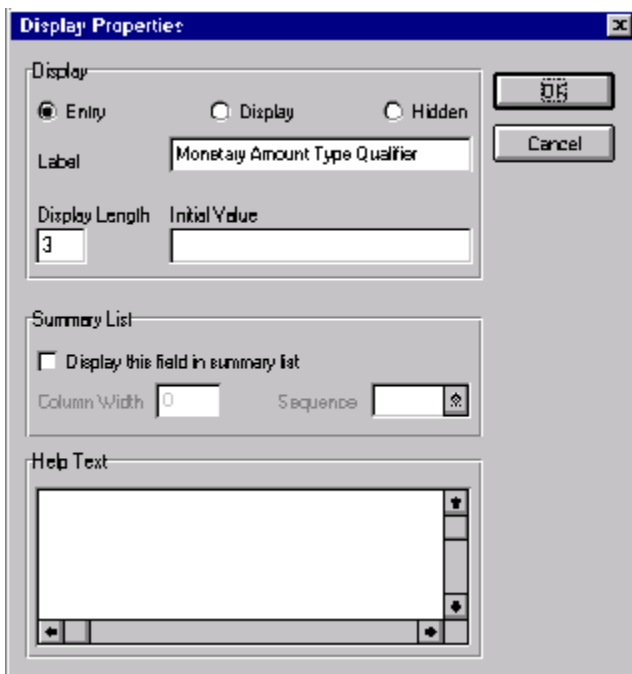 Display Properties
Display
Entry Display Hidden
Label Monetary Amount Type Qualifier
Display Length Initial Value
3
Summary List
Display this field in summary list
Column Width 0 Sequence
Help Text
OK
Cancel